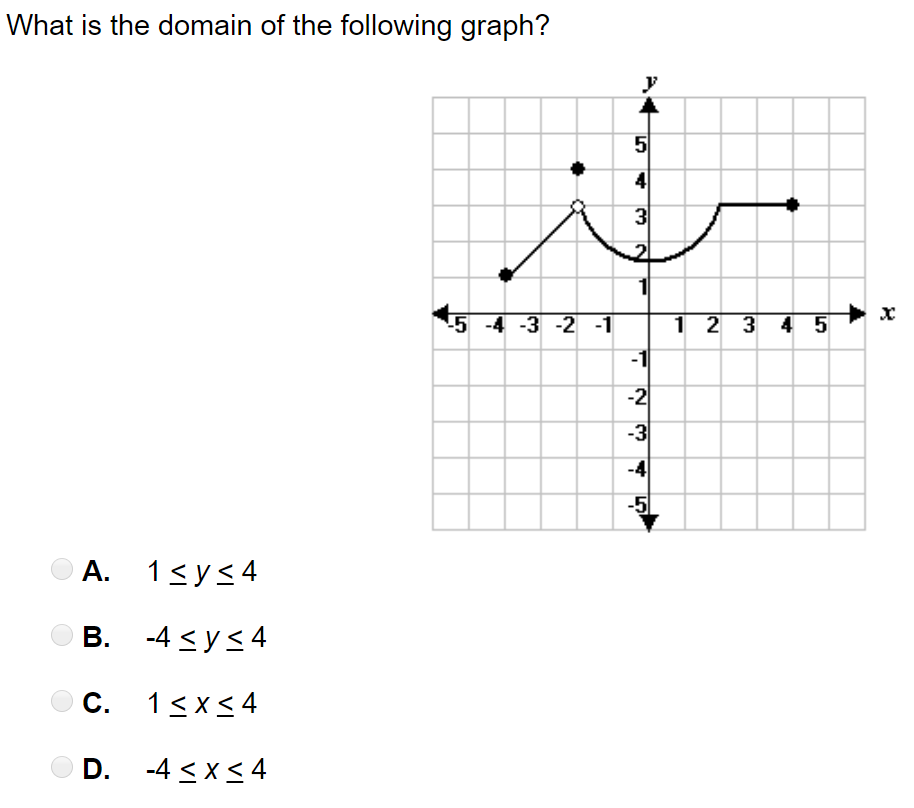 What is the domain of the following graph?
y
5
4
3
2
1
-5 -4 -3 -2 -1 1 2 3 4 5 x
-1
-2
-3
-4
-5
A. 1 ≤ y ≤ 4
B. -4 ≤ y ≤ 4
C. 1 ≤ x ≤ 4
D. -4 ≤ x ≤ 4